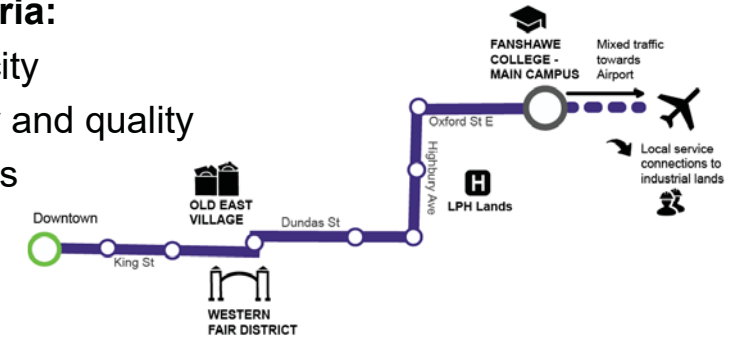 ria:
city
y and quality
s
FANSHAWE
COLLEGE -
MAIN CAMPUS
Mixed traffic
towards
Airport
Oxford St E
Highbury Ave
H
LPH Lands
Local service
connections to
industrial lands
OLD EAST
VILLAGE
Downtown
Dundas St
King St
WESTERN
FAIR DISTRICT